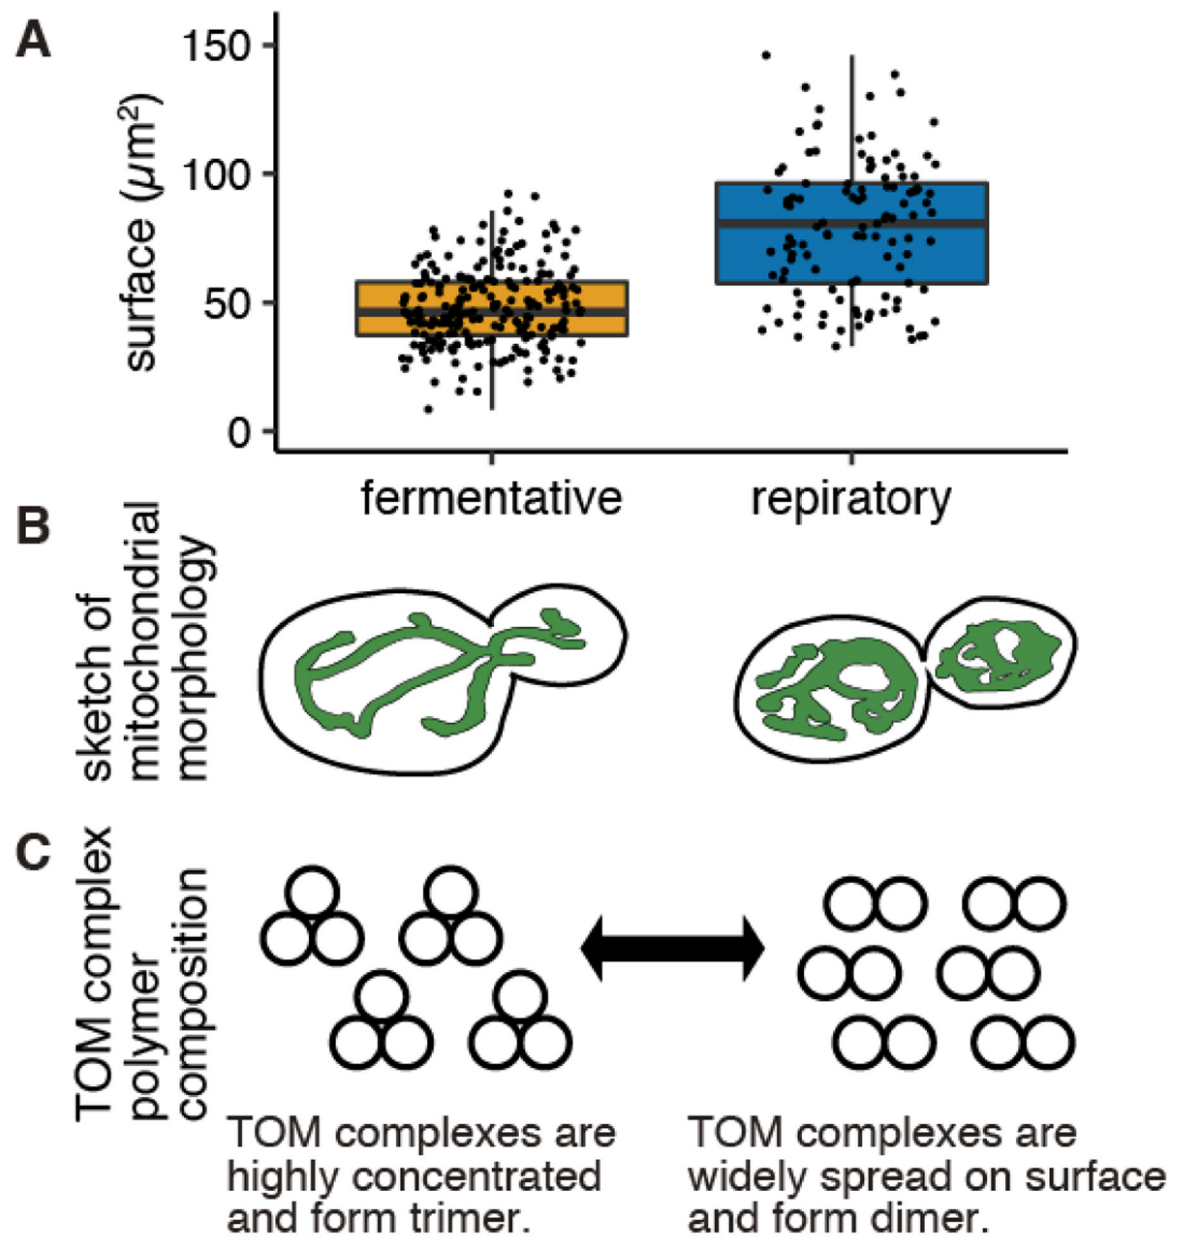 A
surface (µm²)
150
100
50
0
fermentative
repiratory
B
sketch of
mitochondrial
morphology
C
TOM complex
polymer
composition
TOM complexes are
highly concentrated
and form trimer.
TOM complexes are
widely spread on surface
and form dimer.